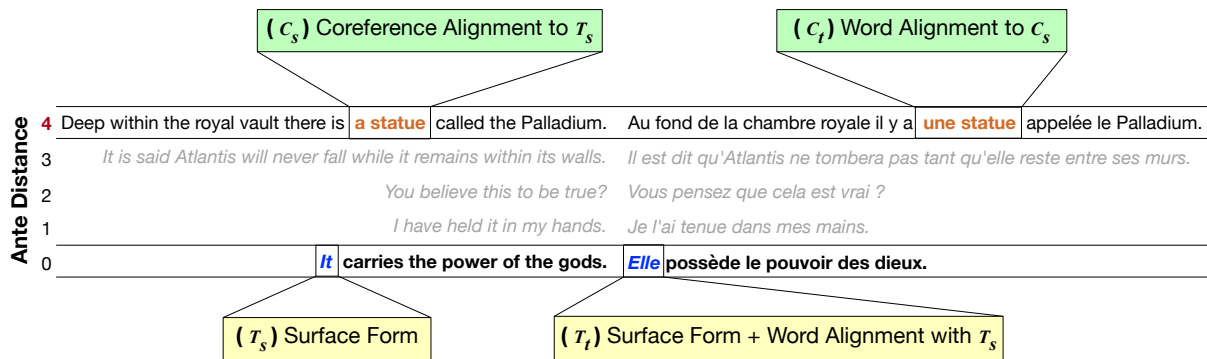 (Cs) Coreference Alignment to Ts
(Ct) Word Alignment to Cs
Ante Distance
4 Deep within the royal vault there is a statue called the Palladium. Au fond de la chambre royale il y a une statue appelée le Palladium.
3 It is said Atlantis will never fall while it remains within its walls. Il est dit qu'Atlantis ne tombera pas tant qu'elle reste entre ses murs.
2 You believe this to be true? Vous pensez que cela est vrai ?
1 I have held it in my hands. Je l'ai tenue dans mes mains.
0 It carries the power of the gods. Elle possède le pouvoir des dieux.
(Ts) Surface Form
(Tt) Surface Form + Word Alignment with Ts